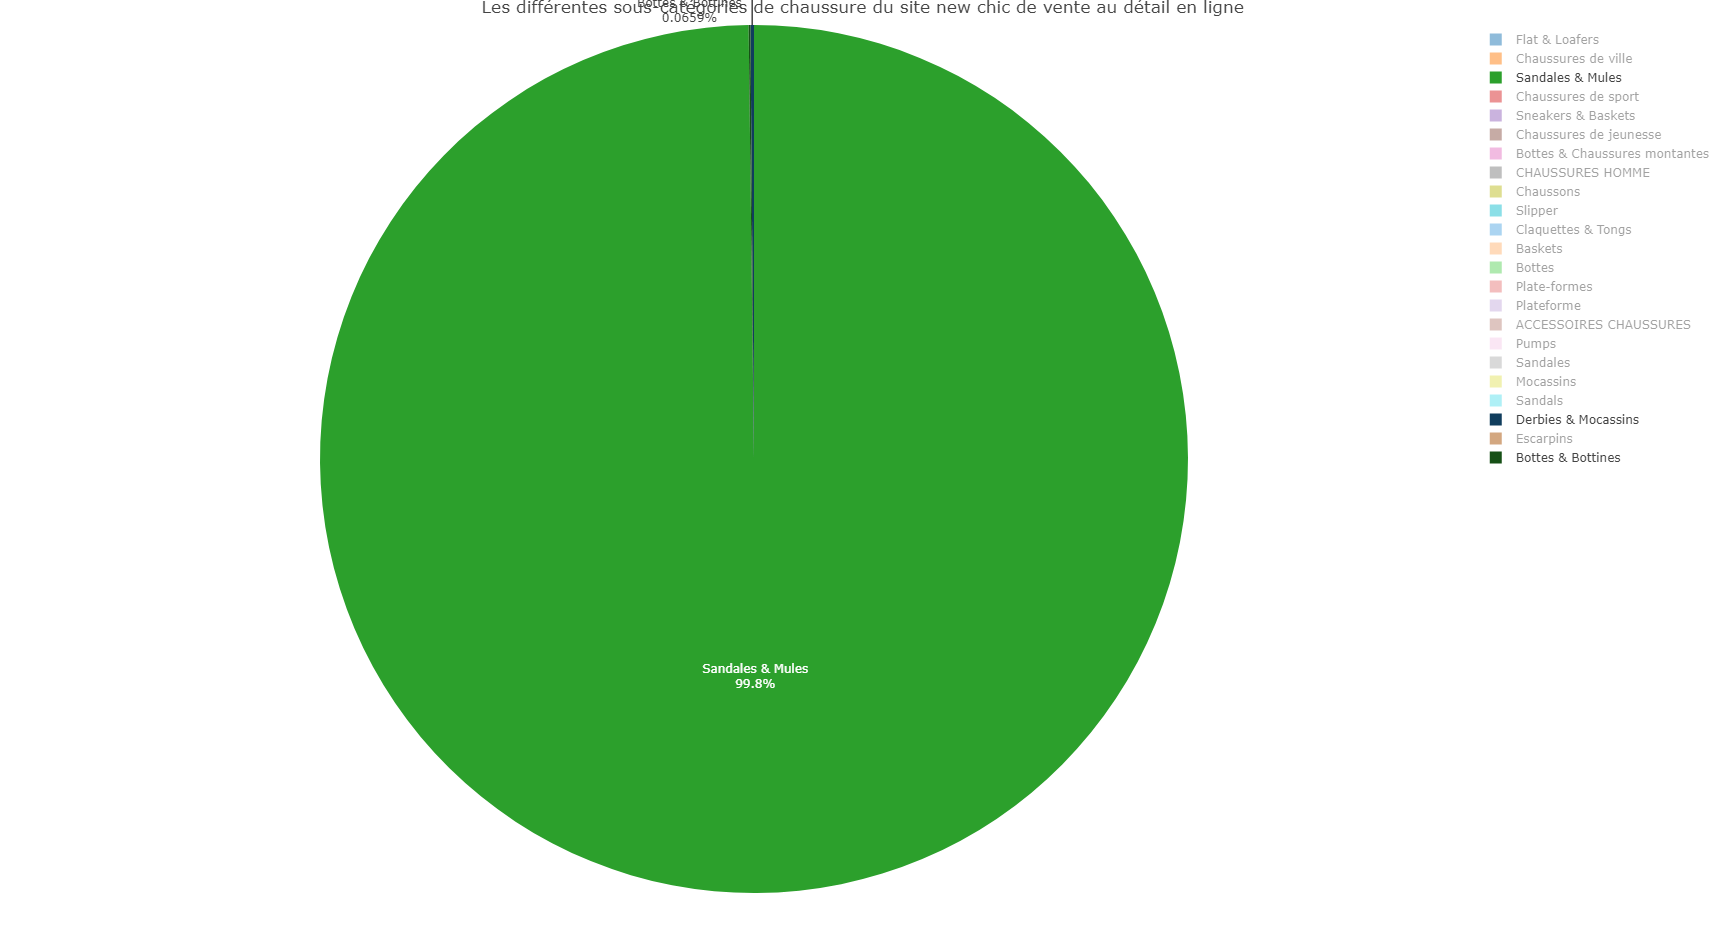 Bottes & Bottines
Les différentes sous-catégories de chaussure du site new chic de vente au détail en ligne
0.0659%
Sandales & Mules
99.8%
Flat & Loafers
Chaussures de ville
Sandales & Mules
Chaussures de sport
Sneakers & Baskets
Chaussures de jeunesse
Bottes & Chaussures montantes
CHAUSSURES HOMME
Chaussons
Slipper
Claquettes & Tongs
Baskets
Bottes
Plate-formes
Plateforme
ACCESSOIRES CHAUSSURES
Pumps
Sandales
Mocassins
Sandals
Derbies & Mocassins
Escarpins
Bottes & Bottines